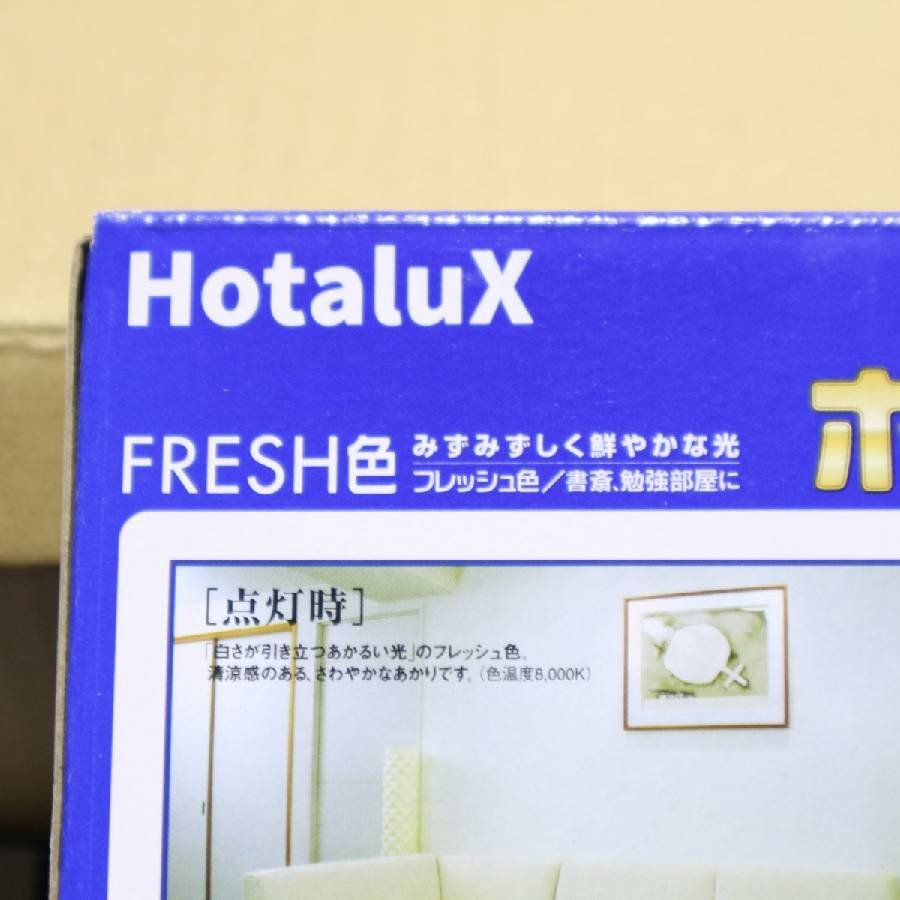 HotaluX
ホ
FRESH色
みずみずしく鮮やかな光
フレッシュ色/書斎、勉強部屋に
[点灯時]
「白さが引き立つあかるい光」のフレッシュ色。
清涼感のある、さわやかなあかりです。(色温度8,000K)